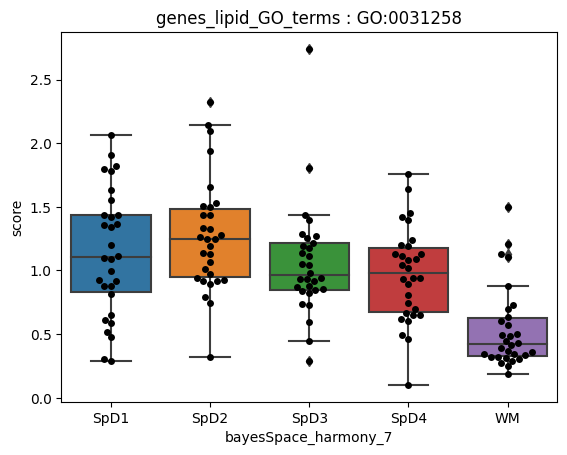 genes_lipid_GO_terms : GO:0031258
score
2.5
2.0
1.5
1.0
0.5
0.0
SpD1 SpD2 SpD3 SpD4 WM
bayesSpace_harmony_7